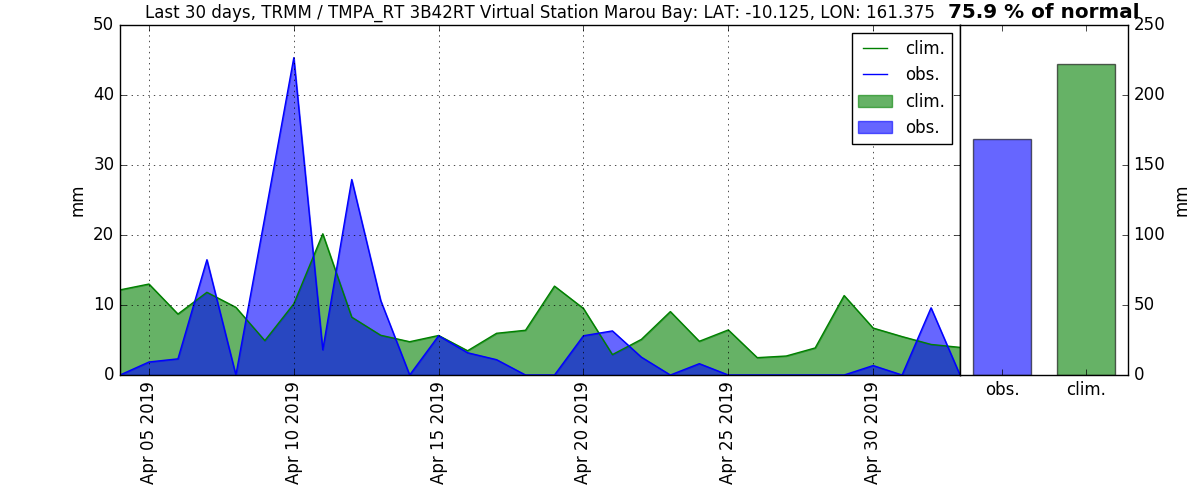 Last 30 days, TRMM / TMPA_RT 3B42RT Virtual Station Marou Bay: LAT: -10.125, LON: 161.375 75.9 % of normal
50
40
30
20
10
0
mm
clim.
obs.
clim.
obs.
Apr 05 2019
Apr 10 2019
Apr 15 2019
Apr 20 2019
Apr 25 2019
Apr 30 2019
250
200
150
100
50
0
mm
obs. clim.